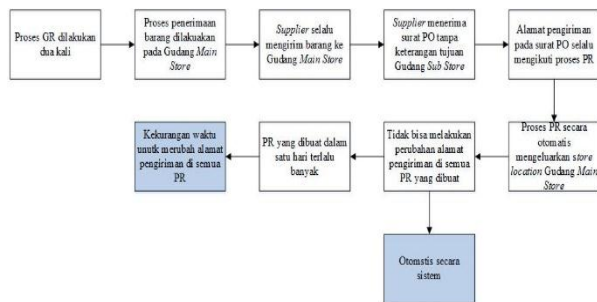 Proses GR dilakukan
dua kali
Proses penerimaan
barang dilakuakan
pada Gudang Main
Store
Supplier selalu
mengirim barang ke
Gudang Main Store
Supplier menerima
surat PO tanpa
keterangan tujuan
Gudang Sub Store
Alamat pengiriman
pada surat PO selalu
mengikuti proses PR
Kekurangan waktu
unutk merubah alamat
pengiriman di semua
PR
PR yang dibuat dalam
satu hari terlalu
banyak
Tidak bisa melakukan
perubahan alamat
pengiriman di semua
PR yang dibuat
Proses PR secara
otomatis
mengeluarkan store
location Gudang Main
Store
Otomstis secara
sistem